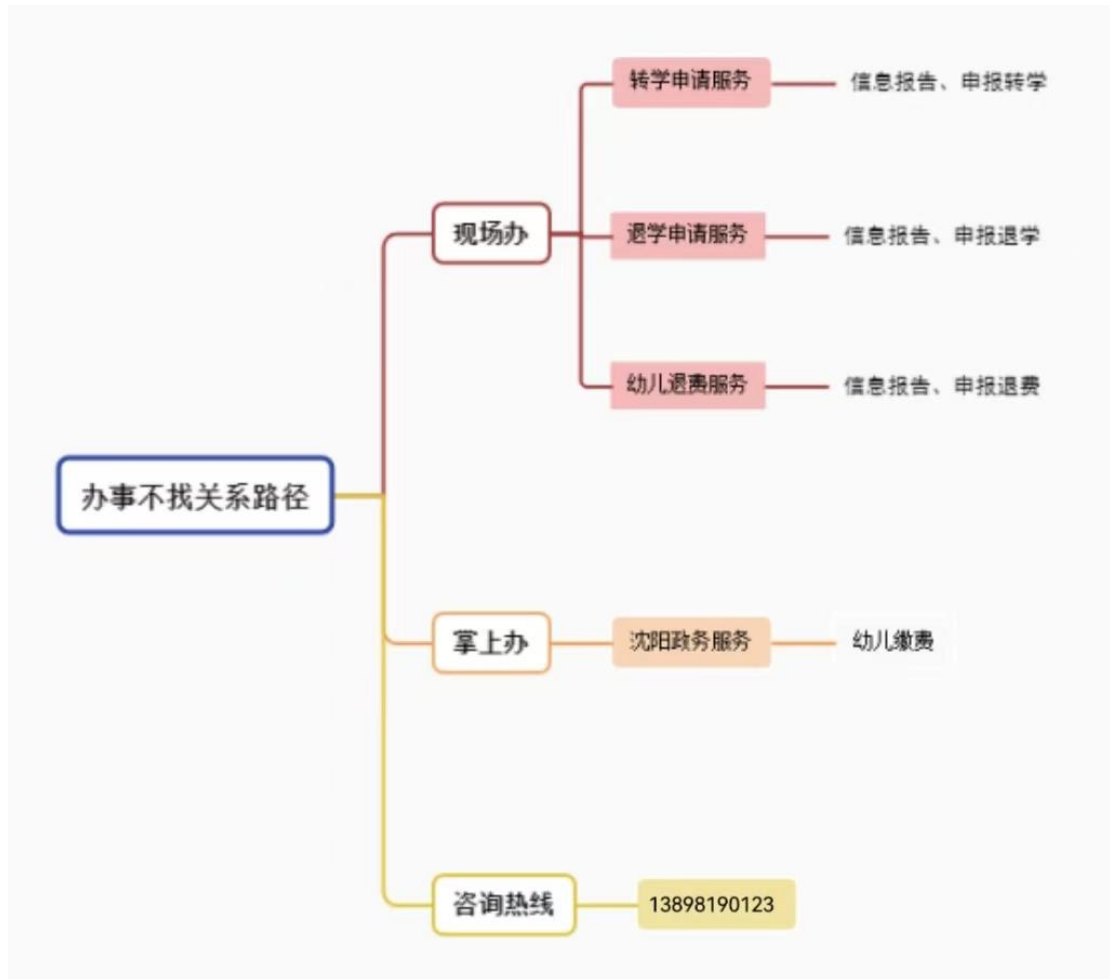 转学申请服务 信息报告、申报转学
现场办
退学申请服务 信息报告、申报退学
幼儿退费服务 信息报告、申报退费
办事不找关系路径
掌上办 沈阳政务服务 幼儿缴费
咨询热线 13898190123